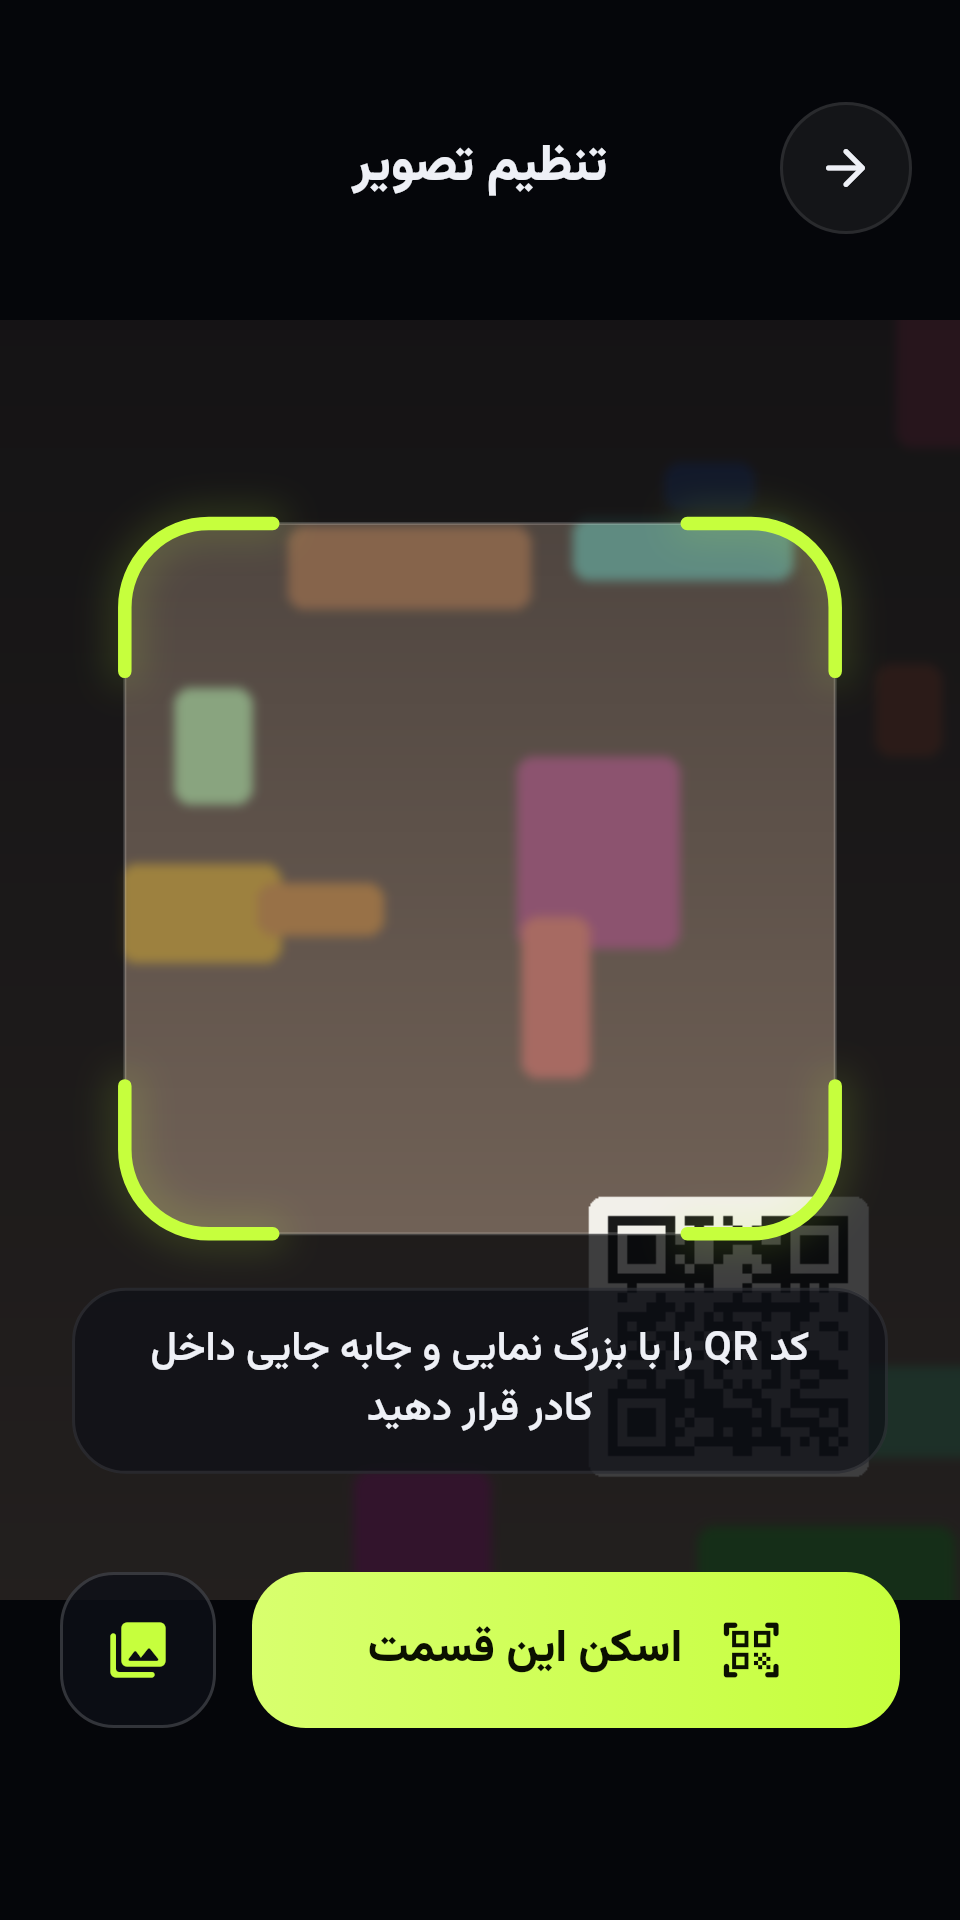 تنظیم تصویر
کد QR را با بزرگ نمایی و جابه جایی داخل
کادر قرار دهید
اسکن این قسمت